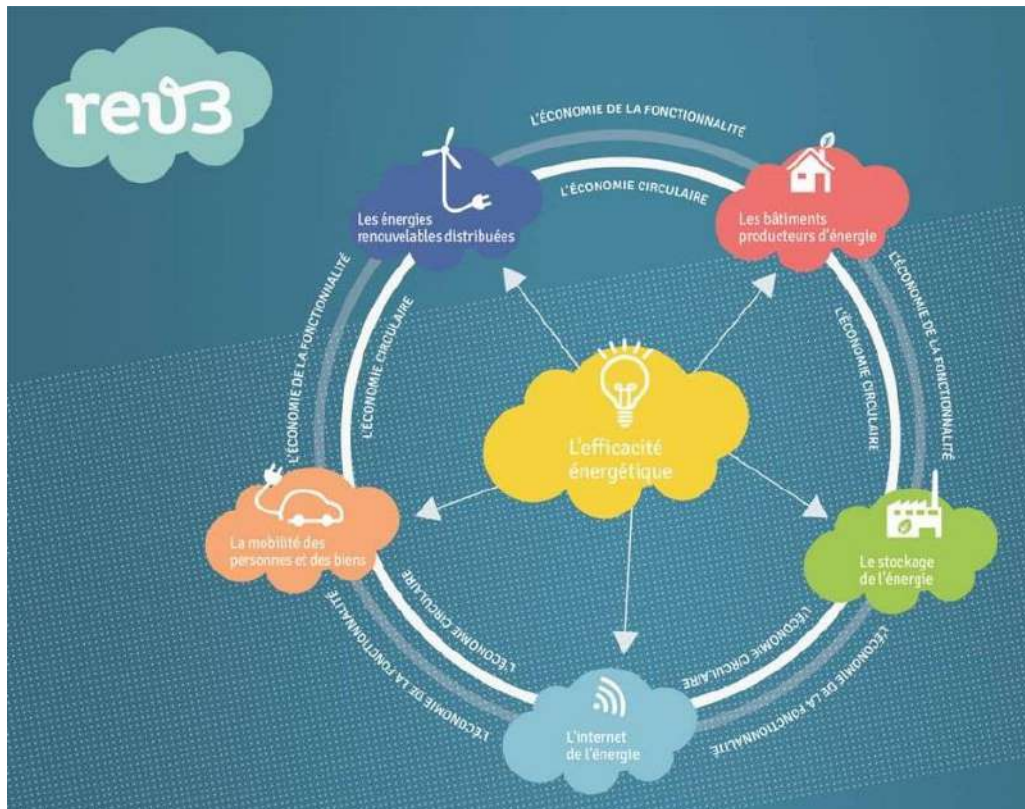 rev3
L'ÉCONOMIE DE LA FONCTIONNALITÉ
L'ÉCONOMIE CIRCULAIRE
Les énergies
renouvelables distribuées
Les bâtiments
producteurs d'énergie
L'ÉCONOMIE DE LA FONCTIONNALITÉ
L'ÉCONOMIE CIRCULAIRE
L'ÉCONOMIE CIRCULAIRE
L'ÉCONOMIE DE LA FONCTIONNALITÉ
L'efficacité
énergétique
La mobilité des
personnes et des biens
Le stockage
de l'énergie
L'ÉCONOMIE CIRCULAIRE
L'ÉCONOMIE DE LA FONCTIONNALITÉ
L'ÉCONOMIE CIRCULAIRE
L'ÉCONOMIE DE LA FONCTIONNALITÉ
L'internet
de l'énergie